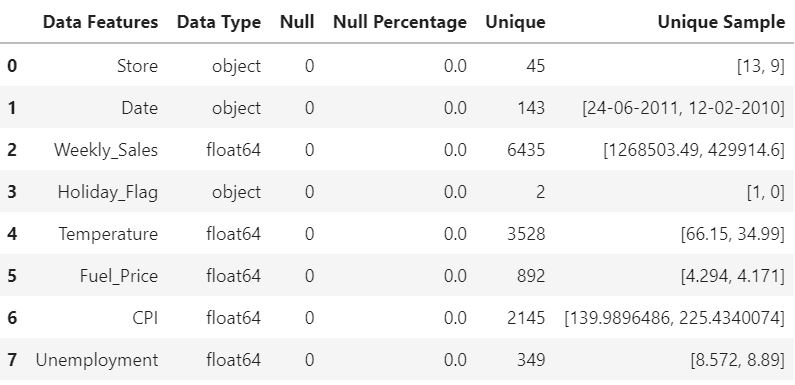 Data Features Data Type Null Null Percentage Unique Unique Sample
0 Store object 0 0.0 45 [13, 9]
1 Date object 0 0.0 143 [24-06-2011, 12-02-2010]
2 Weekly_Sales float64 0 0.0 6435 [1268503.49, 429914.6]
3 Holiday_Flag object 0 0.0 2 [1, 0]
4 Temperature float64 0 0.0 3528 [66.15, 34.99]
5 Fuel_Price float64 0 0.0 892 [4.294, 4.171]
6 CPI float64 0 0.0 2145 [139.9896486, 225.4340074]
7 Unemployment float64 0 0.0 349 [8.572, 8.89]